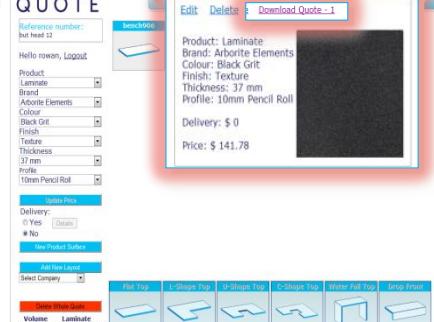 QUOTE
Reference number:
but head 12
Hello rowan, Logout
Product
Laminate
Brand
Arborite Elements
Colour
Black Grit
Finish
Texture
Thickness
37 mm
Profile
10mm Pencil Roll
Update Price
Delivery:
Yes Details
No
New Product Surface
Add New Layout
Select Company
Delete Whole Quote
Volume Laminate
bench900
Edit Delete Download Quote - 1
Product: Laminate
Brand: Arborite Elements
Colour: Black Grit
Finish: Texture
Thickness: 37 mm
Profile: 10mm Pencil Roll
Delivery: $ 0
Price: $ 141.78
Flat Top L-Shape Top U-Shape Top C-Shape Top Water Fall Top Drop Front